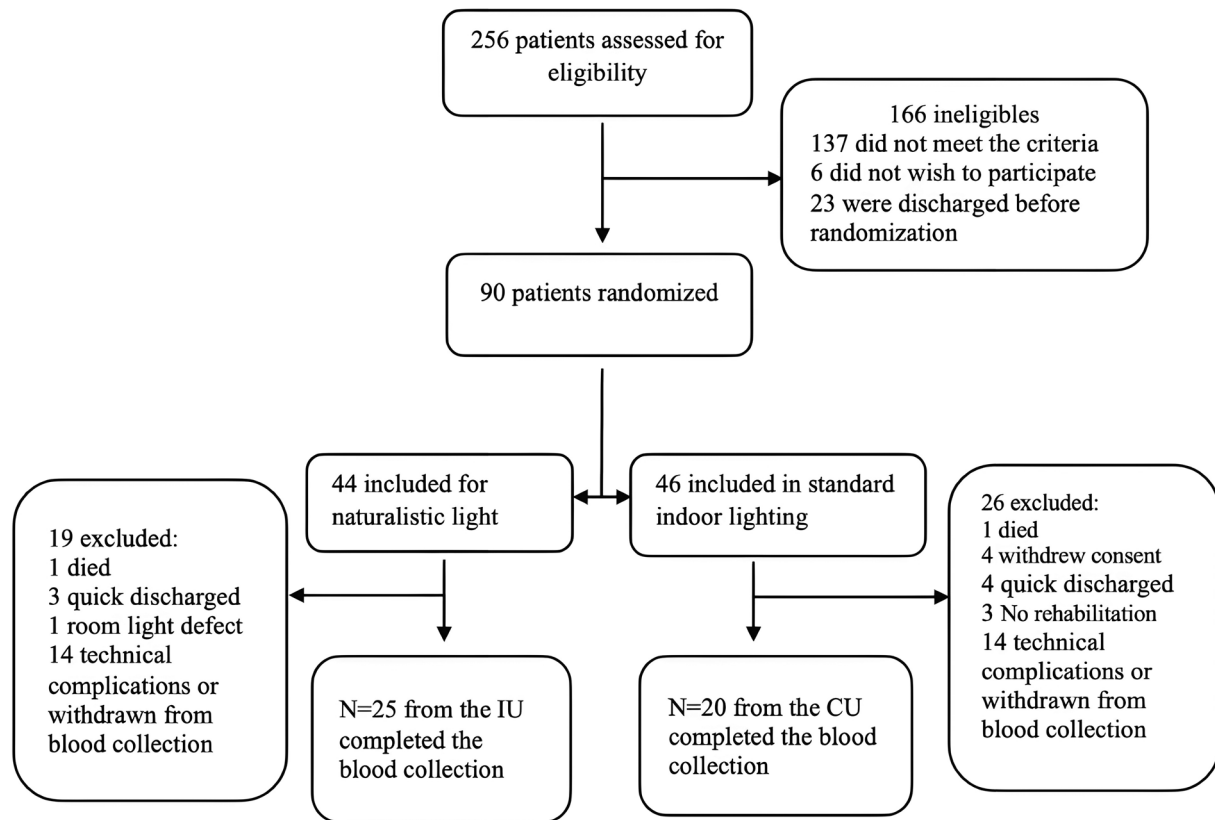 256 patients assessed for
eligibility
166 ineligibles
137 did not meet the criteria
6 did not wish to participate
23 were discharged before
randomization
90 patients randomized
44 included for
naturalistic light
46 included in standard
indoor lighting
19 excluded:
1 died
3 quick discharged
1 room light defect
14 technical
complications or
withdrawn from
blood collection
26 excluded:
1 died
4 withdrew consent
4 quick discharged
3 No rehabilitation
14 technical
complications or
withdrawn from
blood collection
N=25 from the IU
completed the
blood collection
N=20 from the CU
completed the blood
collection